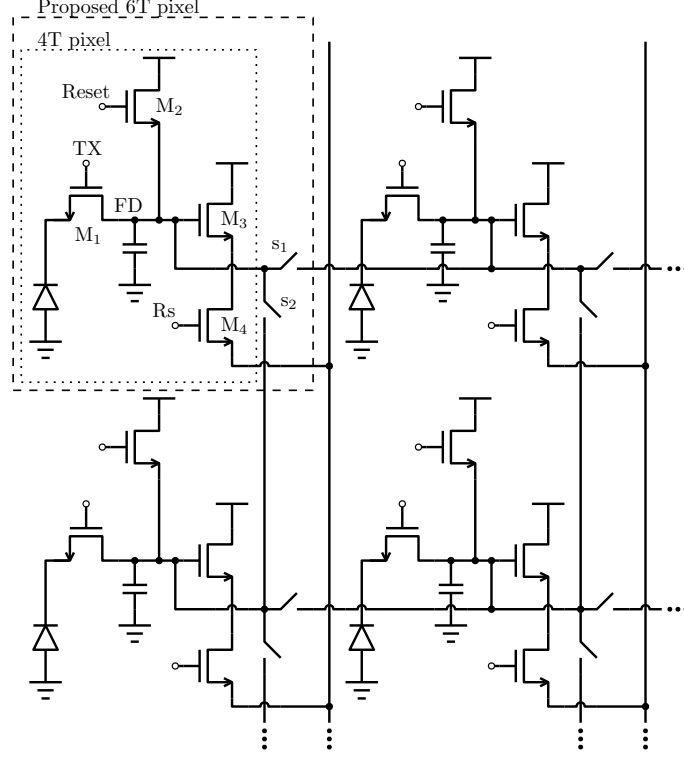 Proposed 6T pixel
4T pixel
Reset
M2
TX
FD
M3
M1
s1
s2
Rs
M4